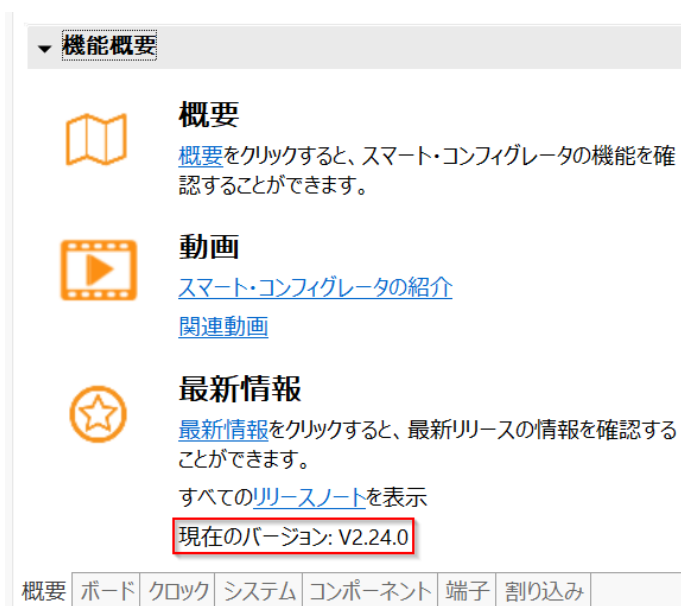 機能概要
概要
概要をクリックすると、スマート・コンフィグレータの機能を確
認することができます。
動画
スマート・コンフィグレータの紹介
関連動画
最新情報
最新情報をクリックすると、最新リリースの情報を確認する
ことができます。
すべてのリリースノートを表示
現在のバージョン: V2.24.0
概要 ボード クロック システム コンポーネント 端子 割り込み